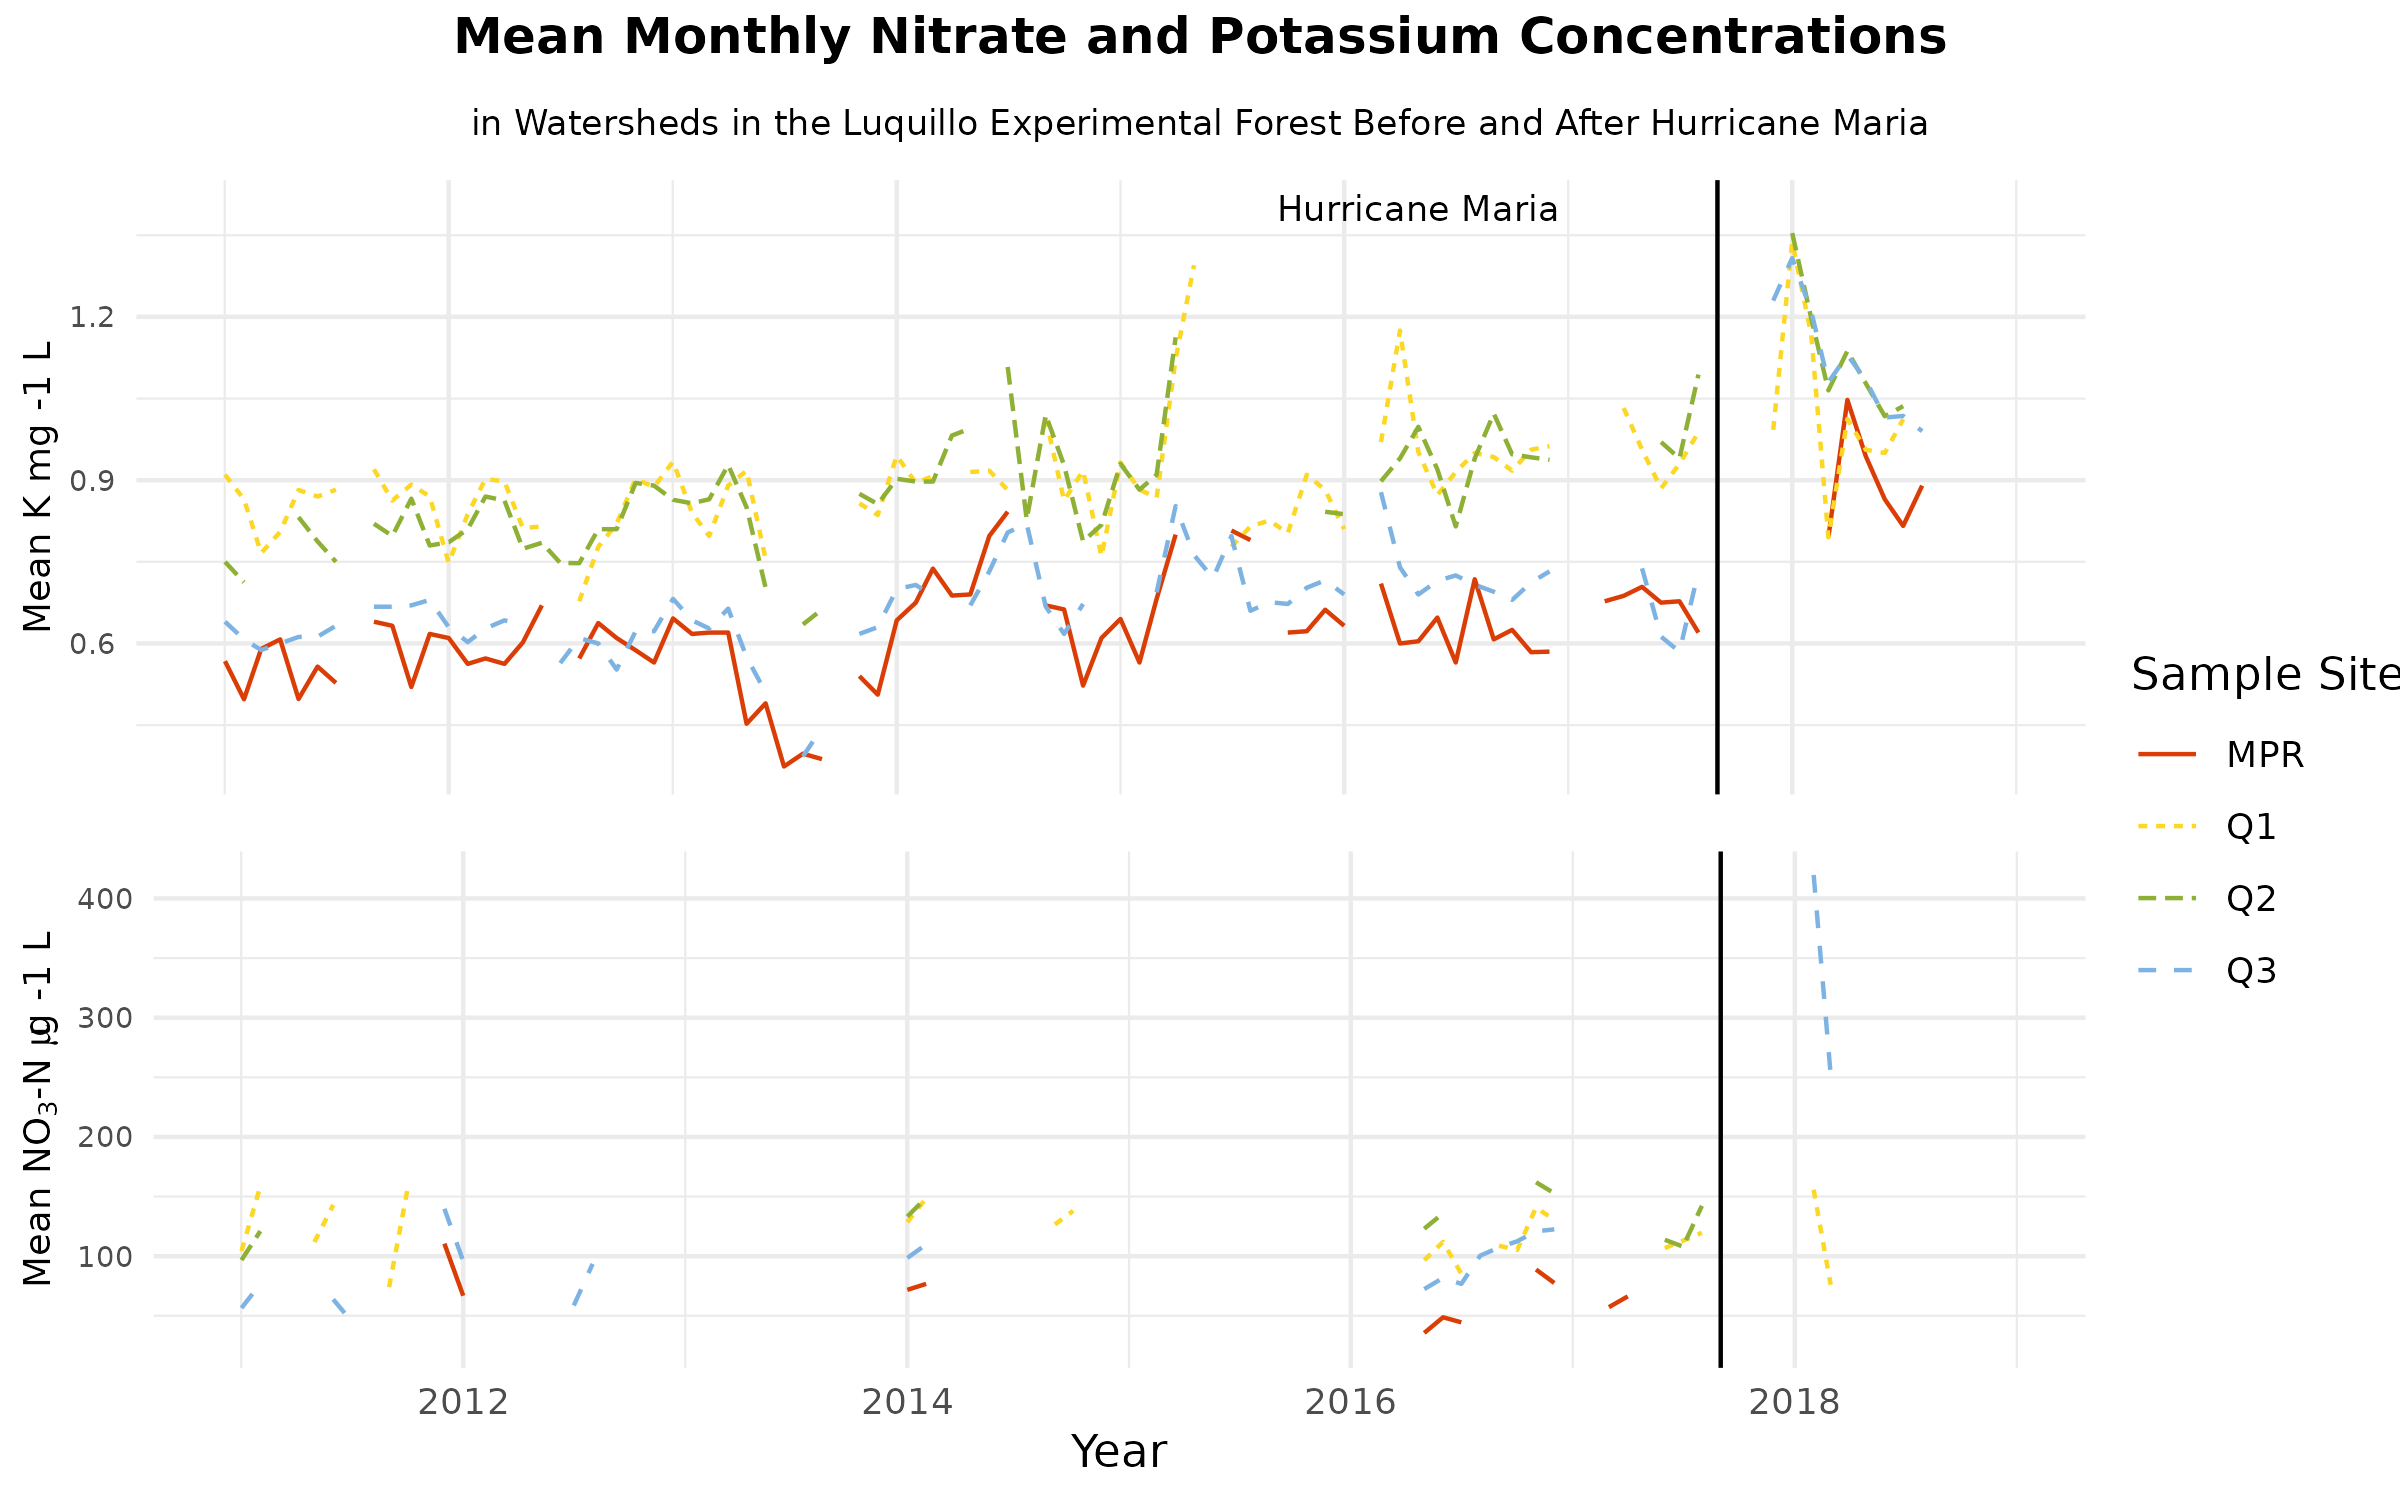 Mean Monthly Nitrate and Potassium Concentrations
in Watersheds in the Luquillo Experimental Forest Before and After Hurricane Maria
Hurricane Maria
Mean K mg -1 L
1.2
0.9
0.6
Mean NO₃-N µg -1 L
400
300
200
100
2012
2014
2016
2018
Year
Sample Site
MPR
Q1
Q2
Q3